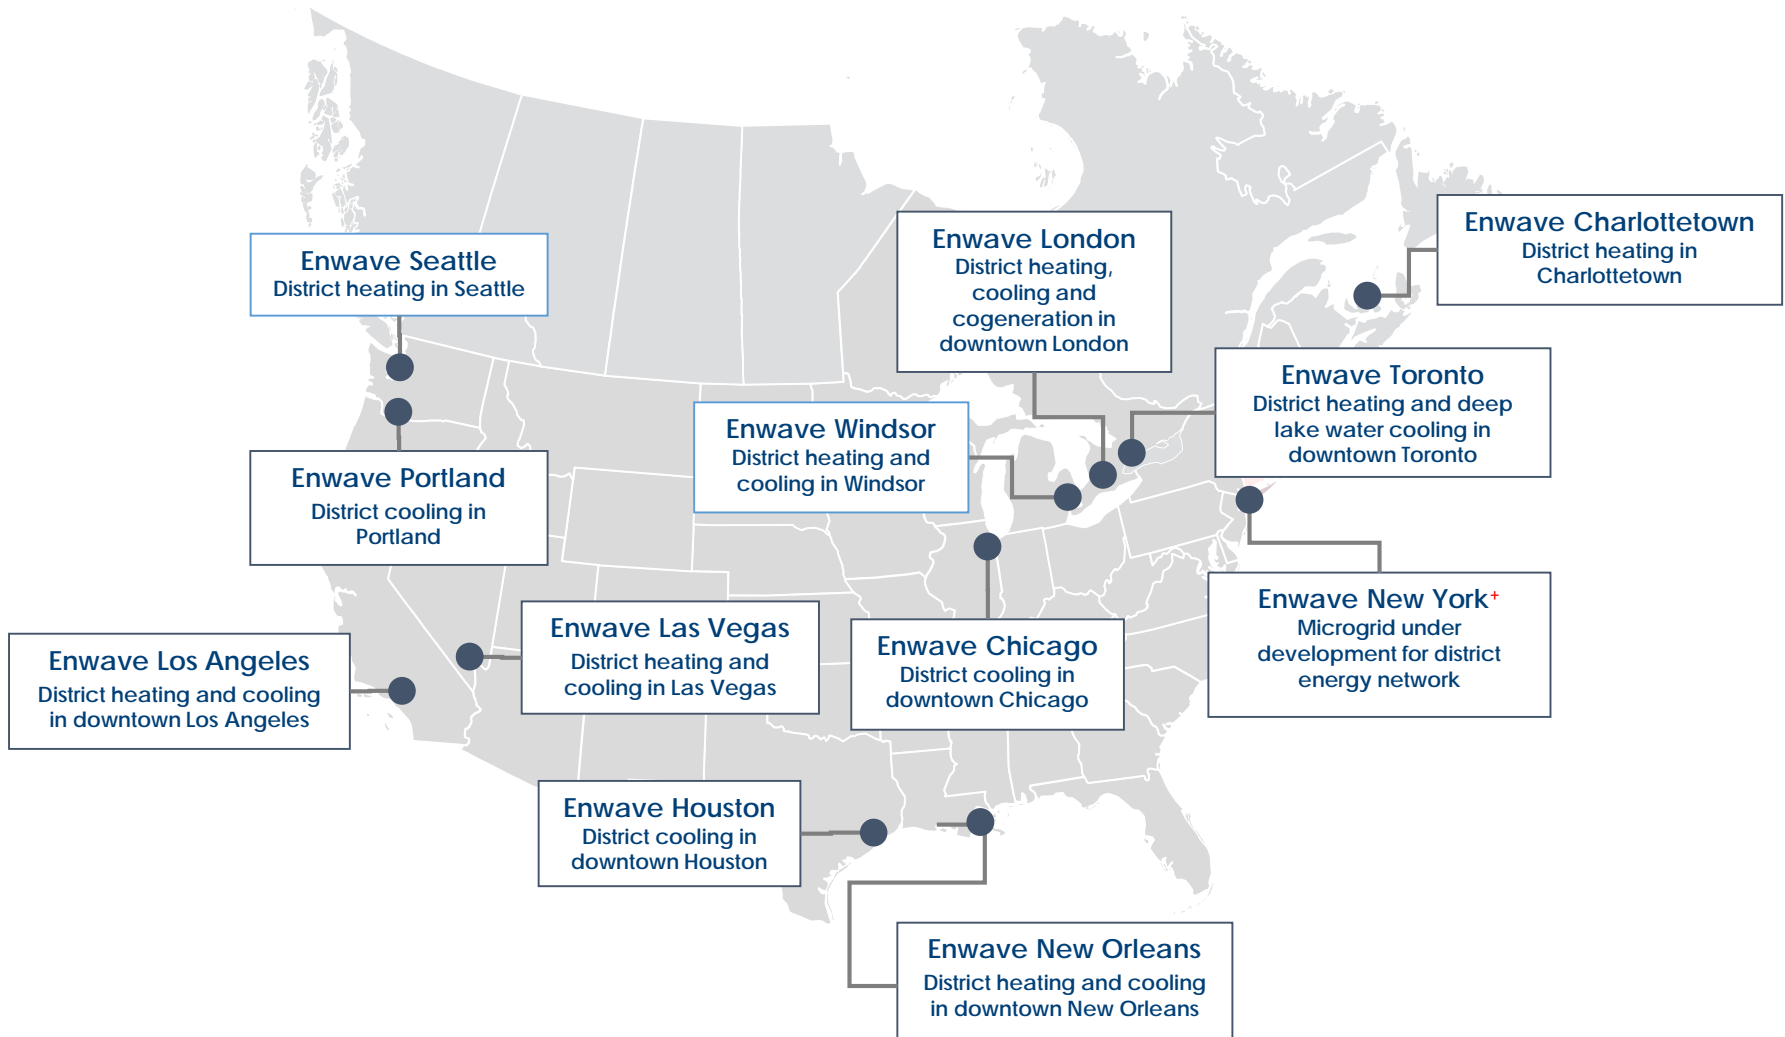 Enwave Charlottetown
District heating in
Charlottetown
Enwave London
District heating,
cooling and
cogeneration in
downtown London
Enwave Seattle
District heating in Seattle
Enwave Toronto
District heating and deep
lake water cooling in
downtown Toronto
Enwave Windsor
District heating and
cooling in Windsor
Enwave Portland
District cooling in
Portland
Enwave New York+
Microgrid under
development for district
energy network
Enwave Las Vegas
District heating and
cooling in Las Vegas
Enwave Chicago
District cooling in
downtown Chicago
Enwave Los Angeles
District heating and cooling
in downtown Los Angeles
Enwave Houston
District cooling in
downtown Houston
Enwave New Orleans
District heating and cooling
in downtown New Orleans